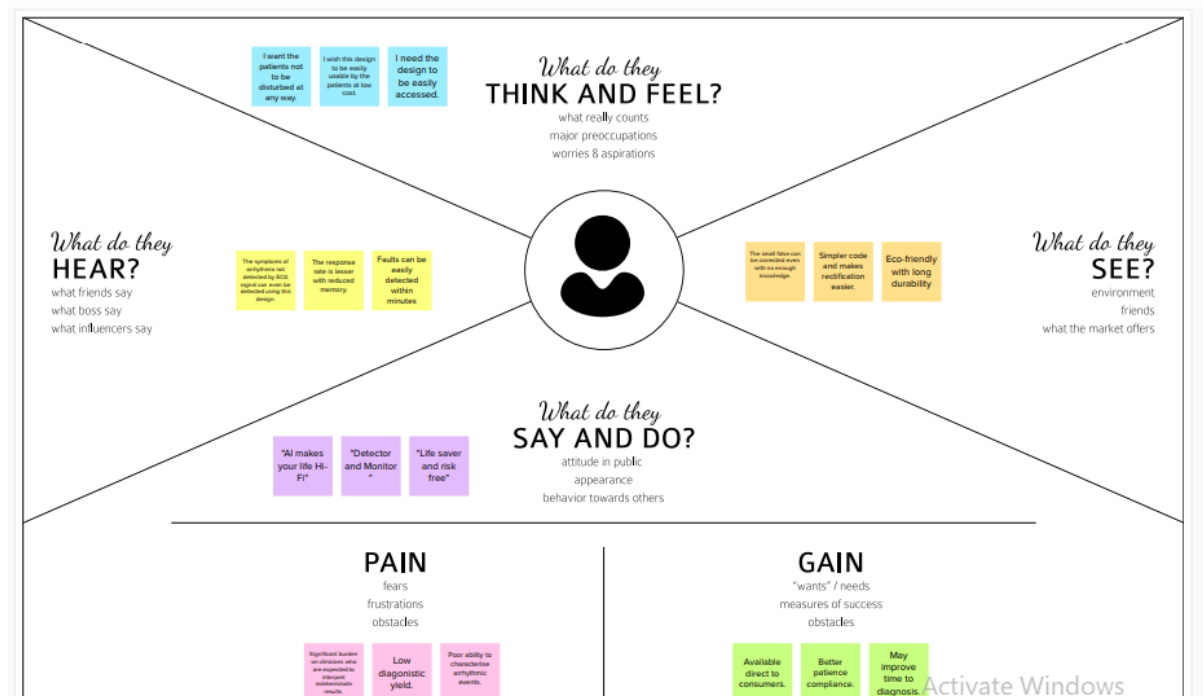 I want the
patients not
to be
disturbed at
any way.
I wish this design
to be easily
usable by the
patients at low
cost.
I need the
design to
be easily
accessed.
What do they
THINK AND FEEL?
what really counts
major preoccupations
worries & aspirations
What do they
HEAR?
what friends say
what boss say
what influencers say
The symptoms of
arrhythmia not
detected by ECG
signal can even be
detected using this
design.
The response
rate is lesser
with reduced
memory.
Faults can be
easily
detected
within
minutes
The small false can
be corrected even
with no enough
knowledge.
Simpler code
and makes
rectification
easier.
Eco-friendly
with long
durability
What do they
SEE?
environment
friends
what the market offers
"AI makes
your life Hi-
Fi"
"Detector
and Monitor
"
"Life saver
and risk
free"
What do they
SAY AND DO?
attitude in public
appearance
behavior towards others
PAIN
fears
frustrations
obstacles
Significant burden
on clinicians who
are expected to
interpret
indeterminate
results.
Low
diagonistic
yield.
Poor ability to
characterise
arrhythmic
events.
GAIN
"wants" / needs
measures of success
obstacles
Available
direct to
consumers.
Better
patience
compliance.
May
improve
time to
diagnosis.
Activate Windows